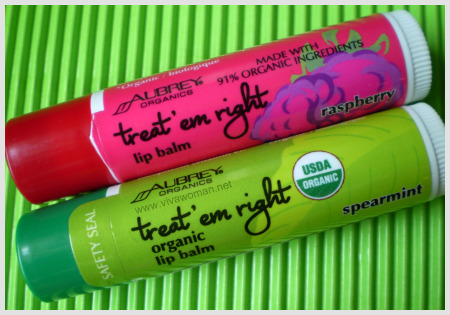 Organic / biologique
AUBREY
ORGANICS
MADE WITH
91% ORGANIC INGREDIENTS
treat 'em right
lip balm
raspberry
SAFETY SEAL
AUBREY
ORGANICS
www.vivawoman.net
treat 'em right
organic
lip balm
USDA
ORGANIC
spearmint